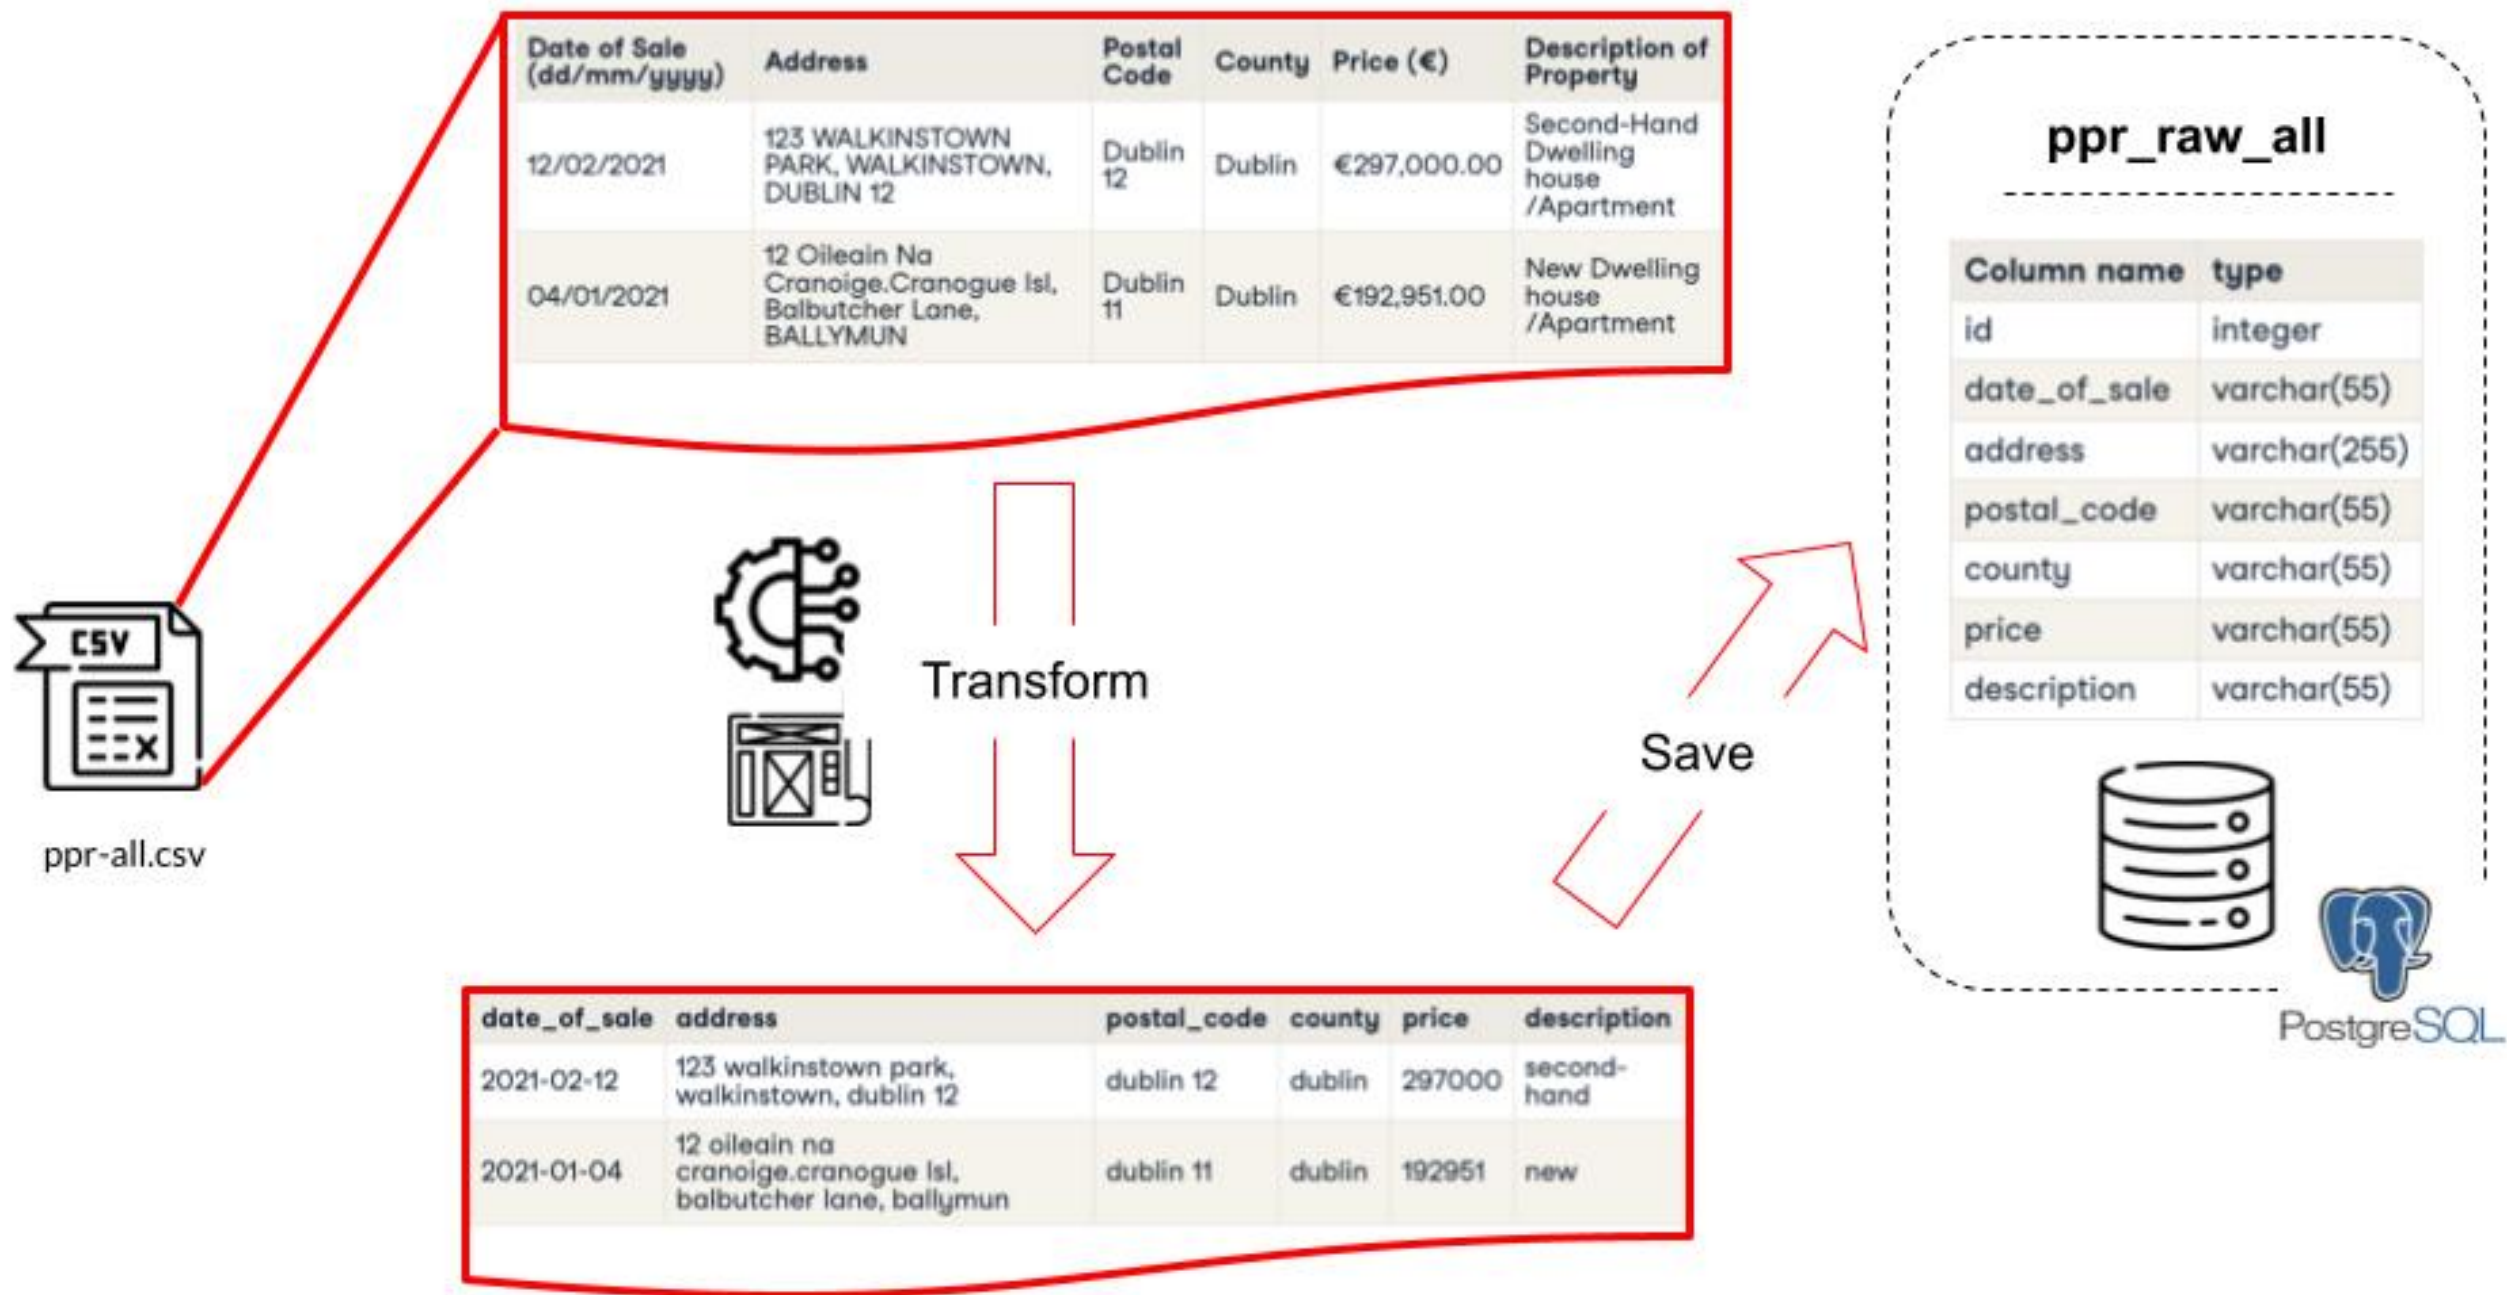 Date of Sale
(dd/mm/yyyy)
Address
Postal
Code
County
Price (€)
Description of
Property
12/02/2021
123 WALKINSTOWN
PARK, WALKINSTOWN,
DUBLIN 12
Dublin
12
Dublin
€297,000.00
Second-Hand
Dwelling
house
/Apartment
04/01/2021
12 Oileain Na
Cranoige.Cranogue Isl,
Balbutcher Lane,
BALLYMUN
Dublin
11
Dublin
€192,951.00
New Dwelling
house
/Apartment
CSV
ppr-all.csv
Transform
Save
date_of_sale address postal_code county price description
2021-02-12
123 walkinstown park,
walkinstown, dublin 12
dublin 12
dublin
297000
second-
hand
2021-01-04
12 oileain na
cranoige.cranogue Isl,
balbutcher lane, ballymun
dublin 11
dublin
192951
new
ppr_raw_all
Column name type
id integer
date_of_sale varchar(55)
address varchar(255)
postal_code varchar(55)
county varchar(55)
price varchar(55)
description varchar(55)
PostgreSQL